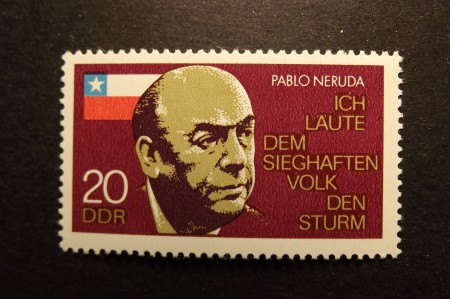 PABLO NERUDA
ICH
LÄUTE
DEM
SIEGHAFTEN
VOLK
DEN
STURM
20
DDR